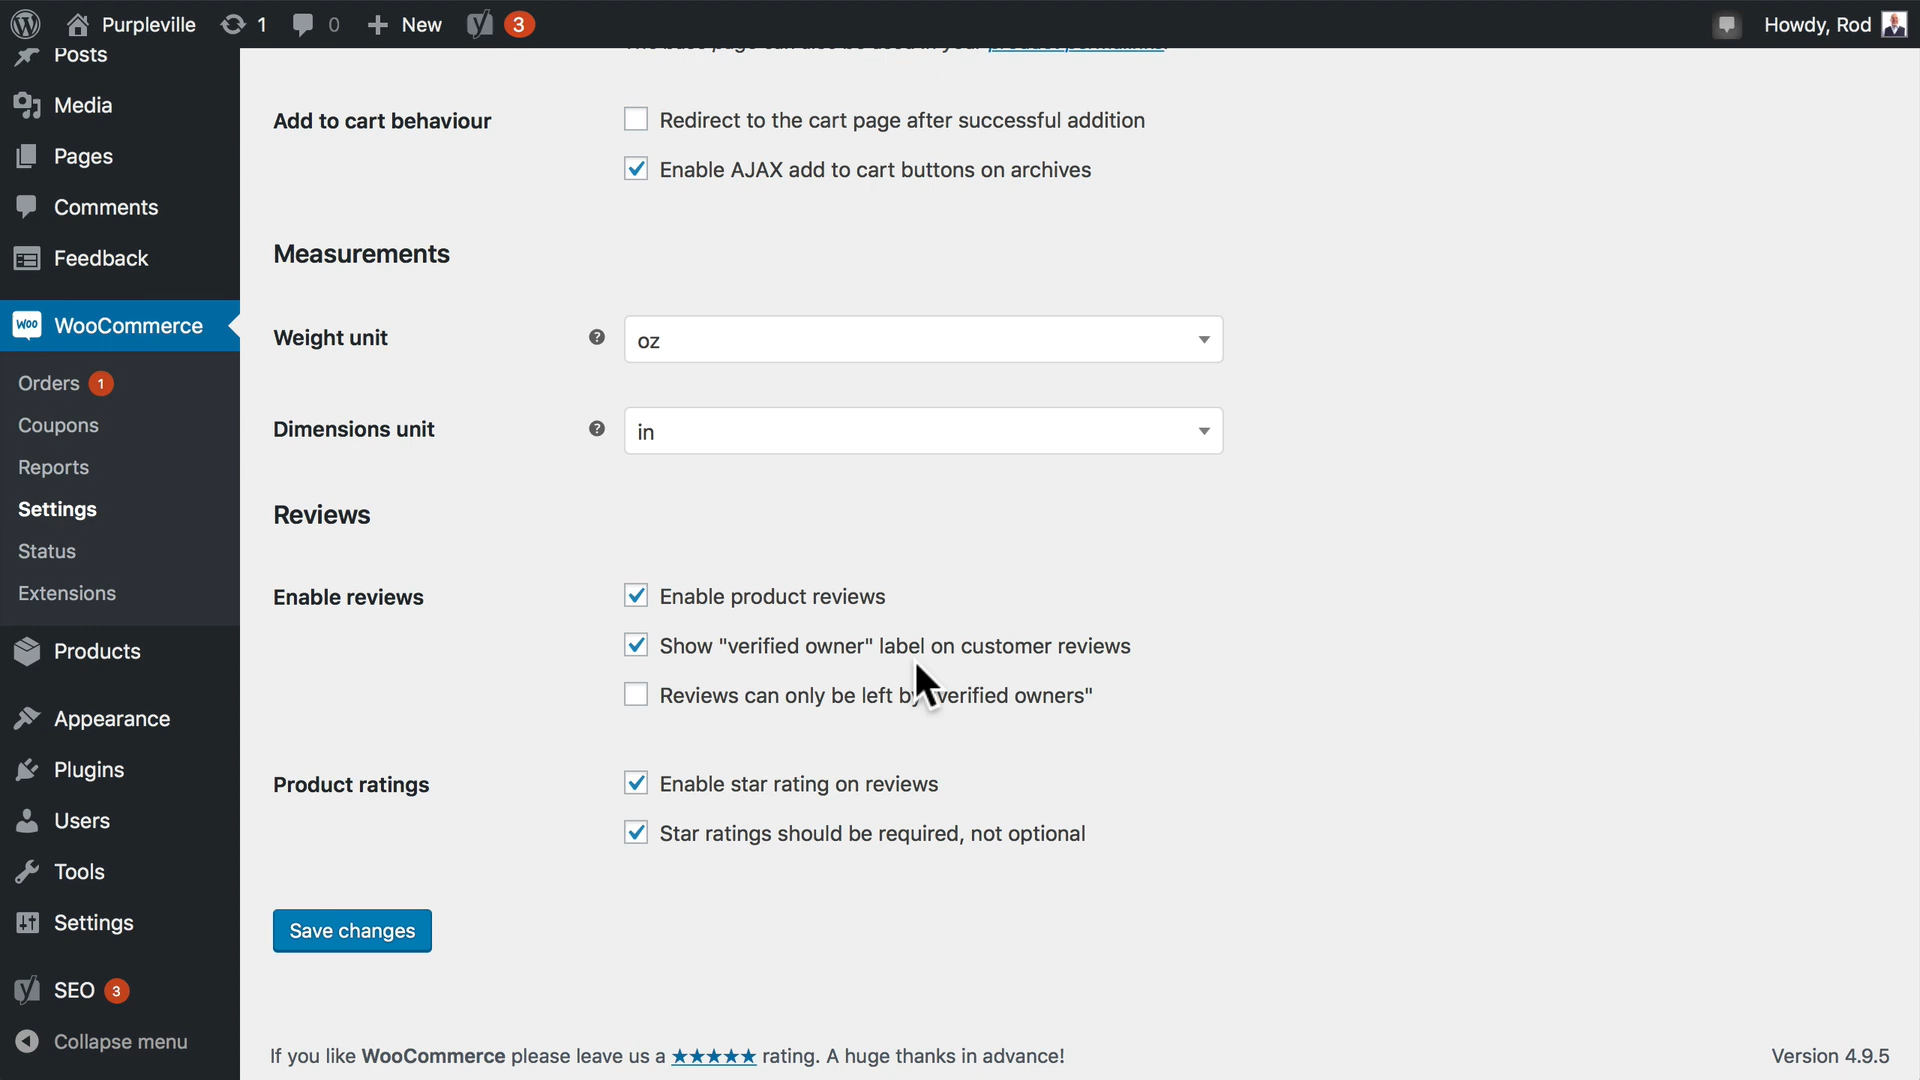 Purpleville 1 0 New 3 Howdy, Rod
Posts
Media
Pages
Comments
Feedback
WooCommerce
Orders 1
Coupons
Reports
Settings
Status
Extensions
Products
Appearance
Plugins
Users
Tools
Settings
SEO 3
Collapse menu
Add to cart behaviour
Redirect to the cart page after successful addition
Enable AJAX add to cart buttons on archives
Measurements
Weight unit ? oz
Dimensions unit ? in
Reviews
Enable reviews
Enable product reviews
Show "verified owner" label on customer reviews
Reviews can only be left by "verified owners"
Product ratings
Enable star rating on reviews
Star ratings should be required, not optional
Save changes
If you like WooCommerce please leave us a ★★★★★ rating. A huge thanks in advance!
Version 4.9.5